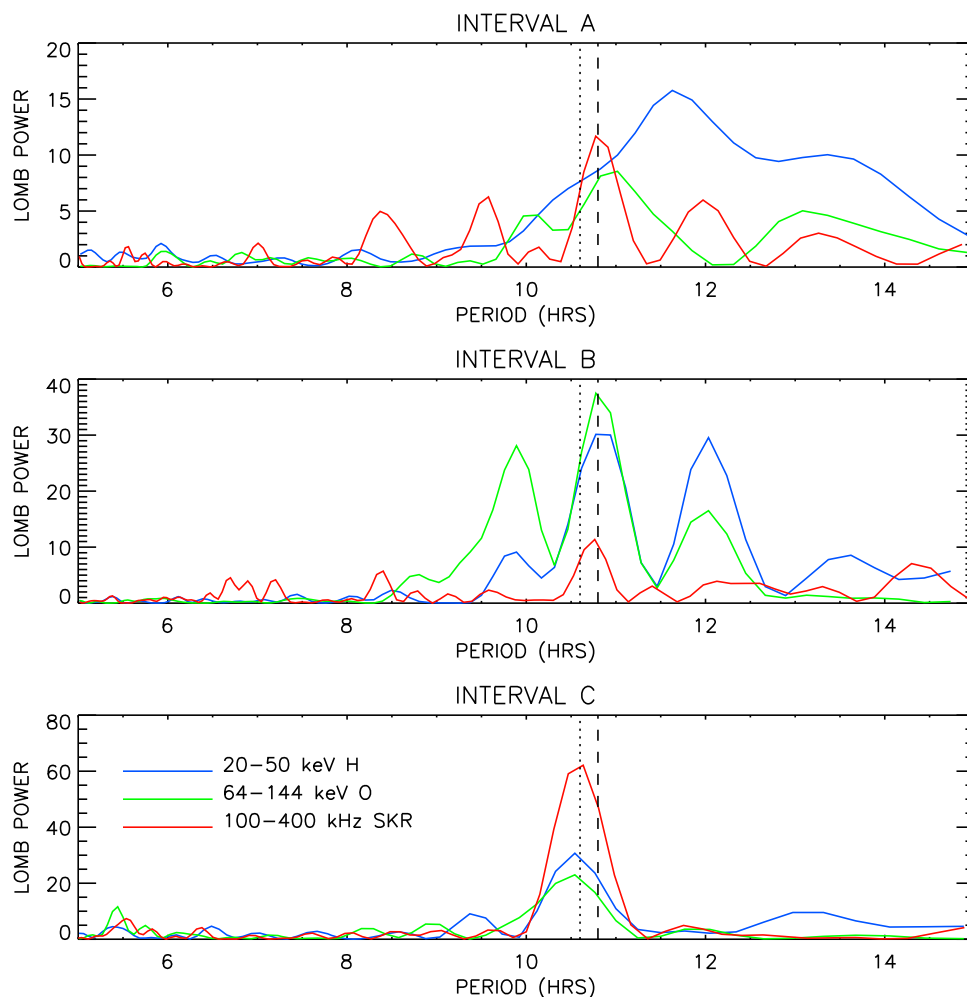 INTERVAL A
20
15
10
5
0
LOMB POWER
6 8 10 12 14
PERIOD (HRS)
INTERVAL B
40
30
20
10
0
LOMB POWER
6 8 10 12 14
PERIOD (HRS)
INTERVAL C
80
60
40
20
0
LOMB POWER
20-50 keV H
64-144 keV O
100-400 kHz SKR
6 8 10 12 14
PERIOD (HRS)